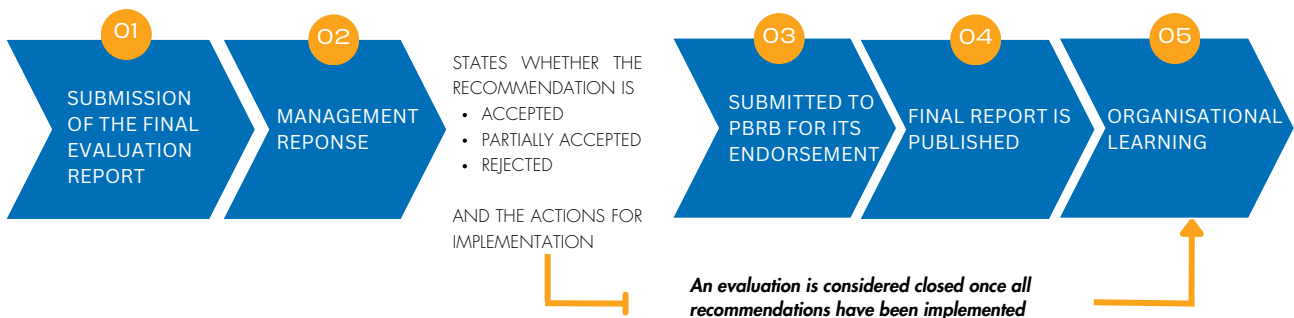 01
SUBMISSION
OF THE FINAL
EVALUATION
REPORT
02
MANAGEMENT
REPONSE
STATES WHETHER THE
RECOMMENDATION IS
• ACCEPTED
• PARTIALLY ACCEPTED
• REJECTED
AND THE ACTIONS FOR
IMPLEMENTATION
03
SUBMITTED TO
PBRB FOR ITS
ENDORSEMENT
04
FINAL REPORT IS
PUBLISHED
05
ORGANISATIONAL
LEARNING
An evaluation is considered closed once all
recommendations have been implemented